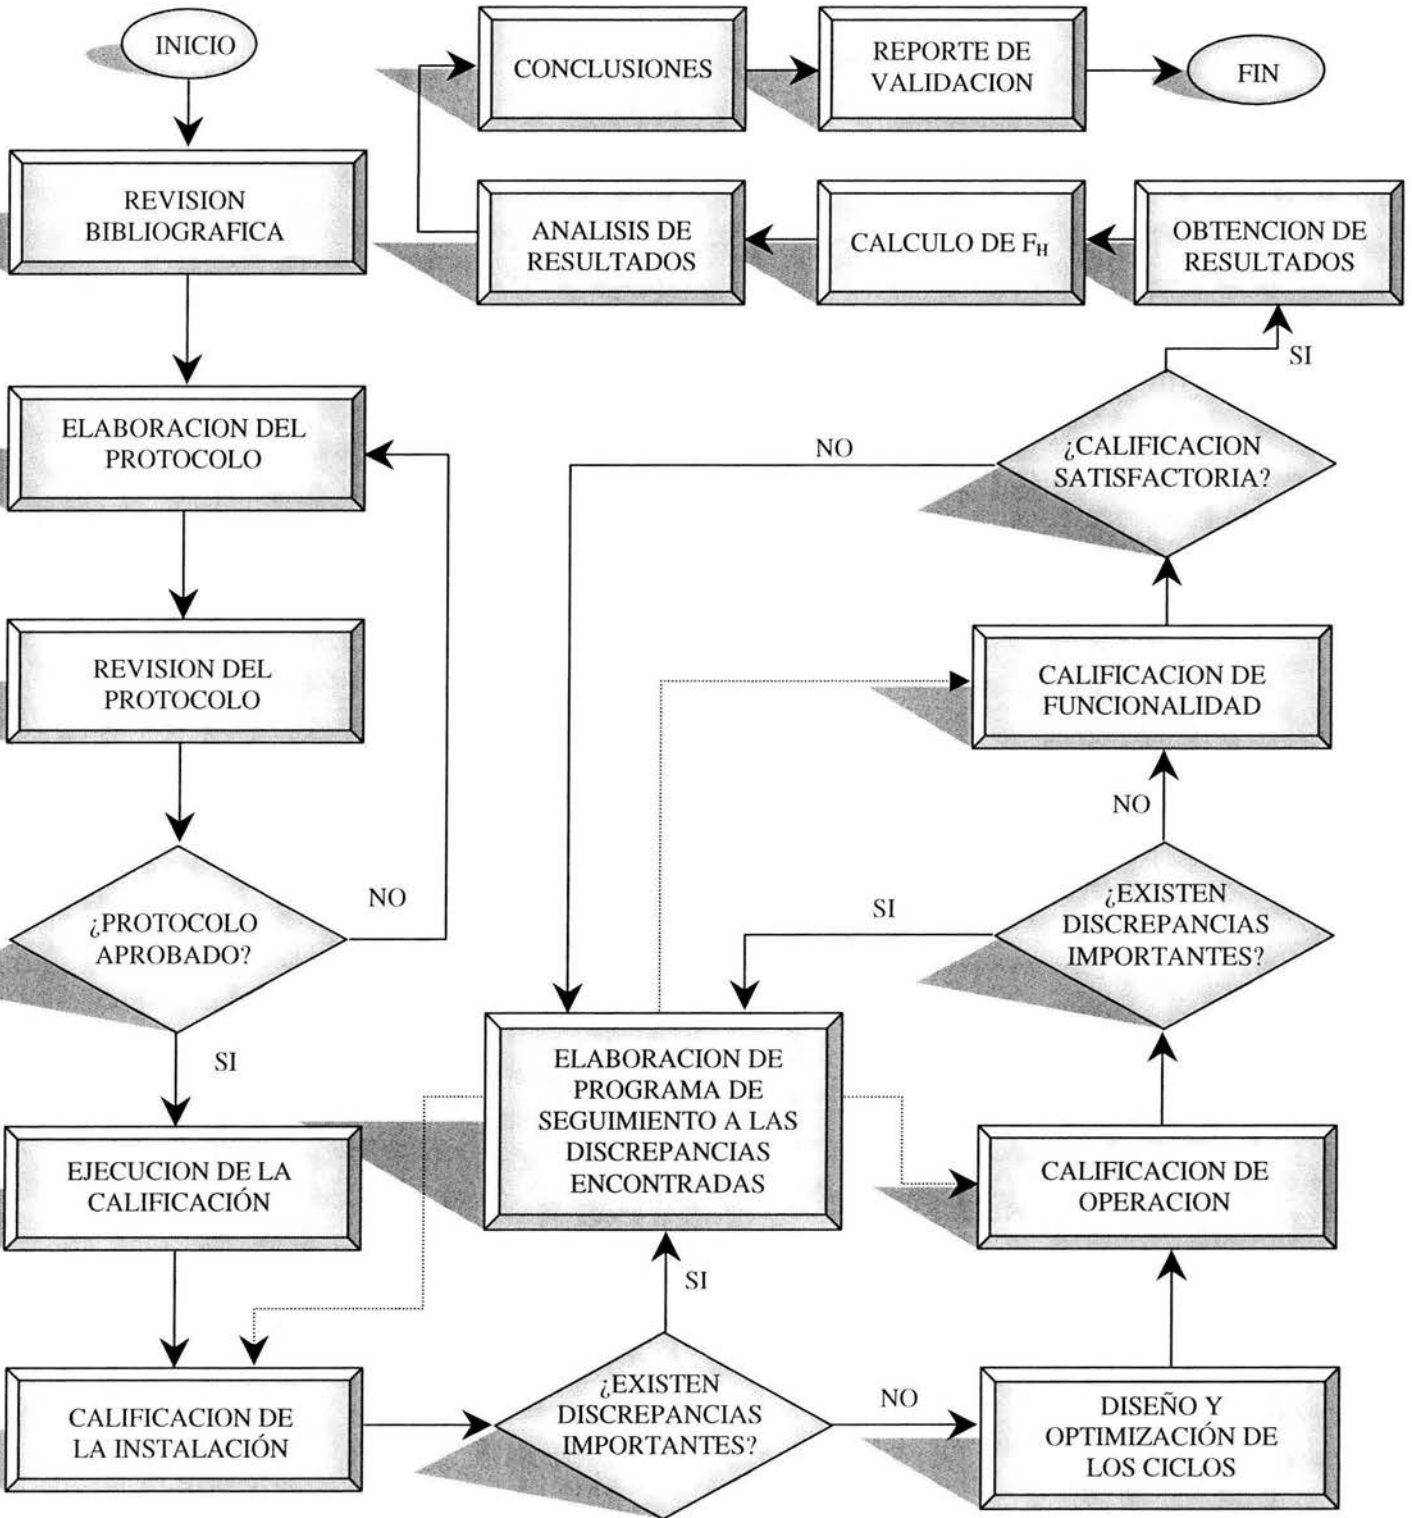 INICIO
REVISION
BIBLIOGRAFICA
ELABORACION DEL
PROTOCOLO
REVISION DEL
PROTOCOLO
¿PROTOCOLO
APROBADO?
NO
SI
EJECUCION DE LA
CALIFICACIÓN
CALIFICACION DE
LA INSTALACIÓN
¿EXISTEN
DISCREPANCIAS
IMPORTANTES?
SI
NO
ELABORACION DE
PROGRAMA DE
SEGUIMIENTO A LAS
DISCREPANCIAS
ENCONTRADAS
DISEÑO Y
OPTIMIZACIÓN DE
LOS CICLOS
CALIFICACION DE
OPERACION
¿EXISTEN
DISCREPANCIAS
IMPORTANTES?
SI
NO
CALIFICACION DE
FUNCIONALIDAD
¿CALIFICACION
SATISFACTORIA?
NO
SI
OBTENCION DE
RESULTADOS
CALCULO DE FH
ANALISIS DE
RESULTADOS
CONCLUSIONES
REPORTE DE
VALIDACION
FIN